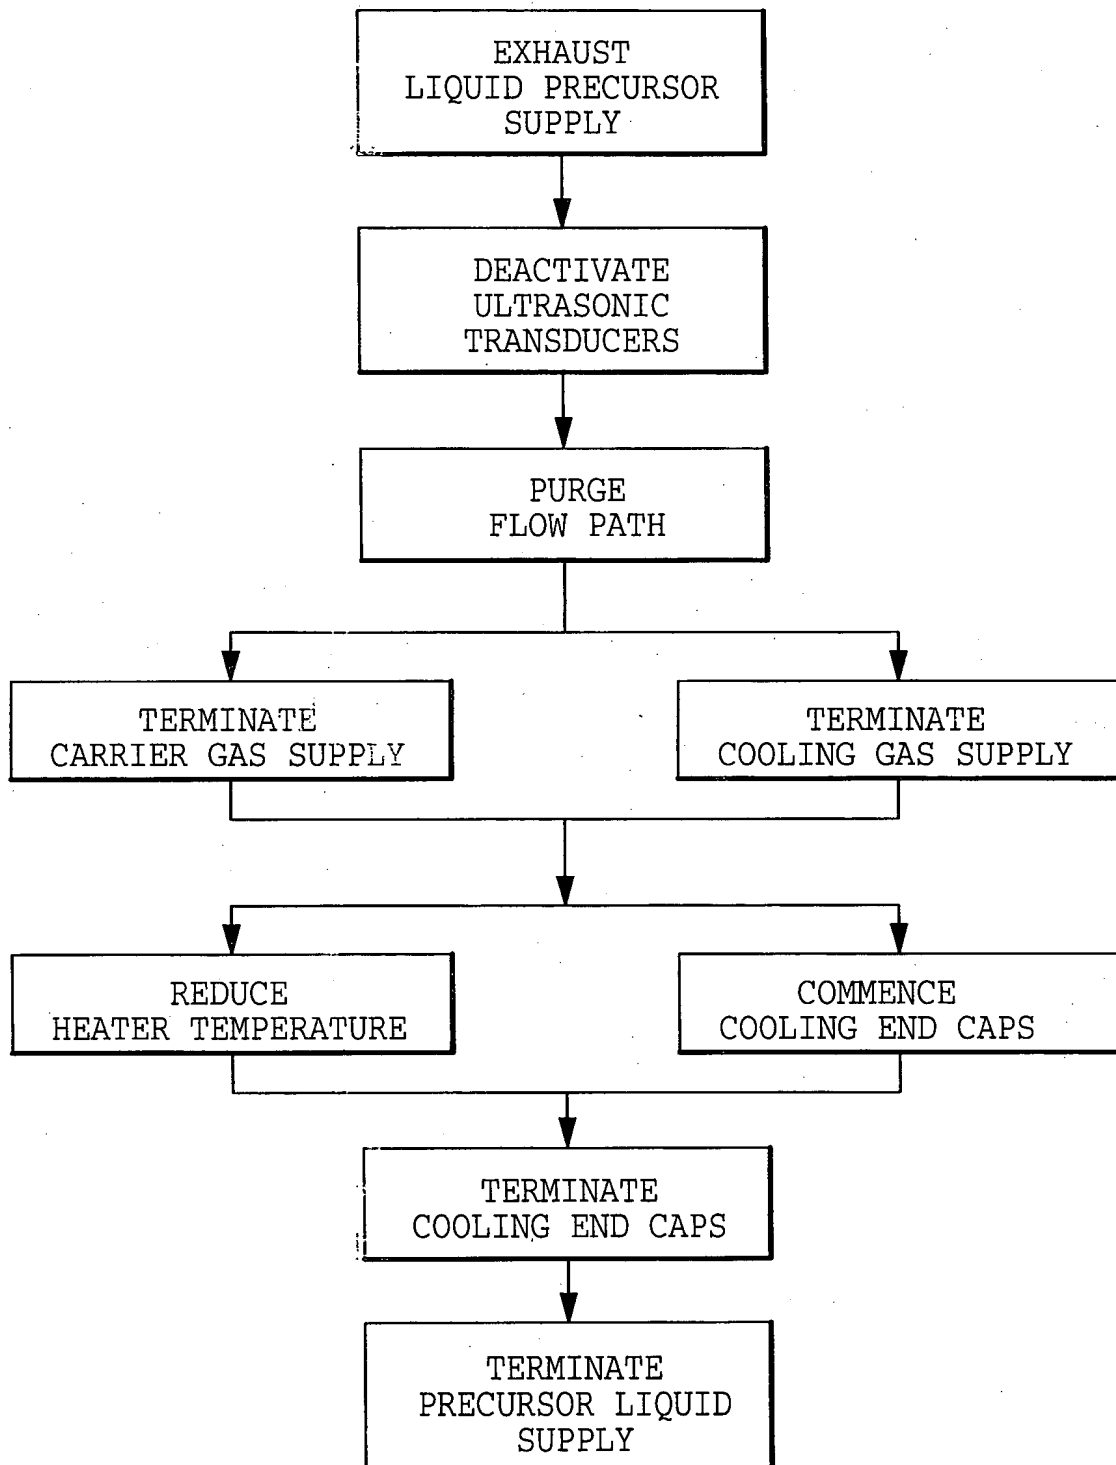 EXHAUST
LIQUID PRECURSOR
SUPPLY
DEACTIVATE
ULTRASONIC
TRANSDUCERS
PURGE
FLOW PATH
TERMINATE
CARRIER GAS SUPPLY
TERMINATE
COOLING GAS SUPPLY
REDUCE
HEATER TEMPERATURE
COMMENCE
COOLING END CAPS
TERMINATE
COOLING END CAPS
TERMINATE
PRECURSOR LIQUID
SUPPLY